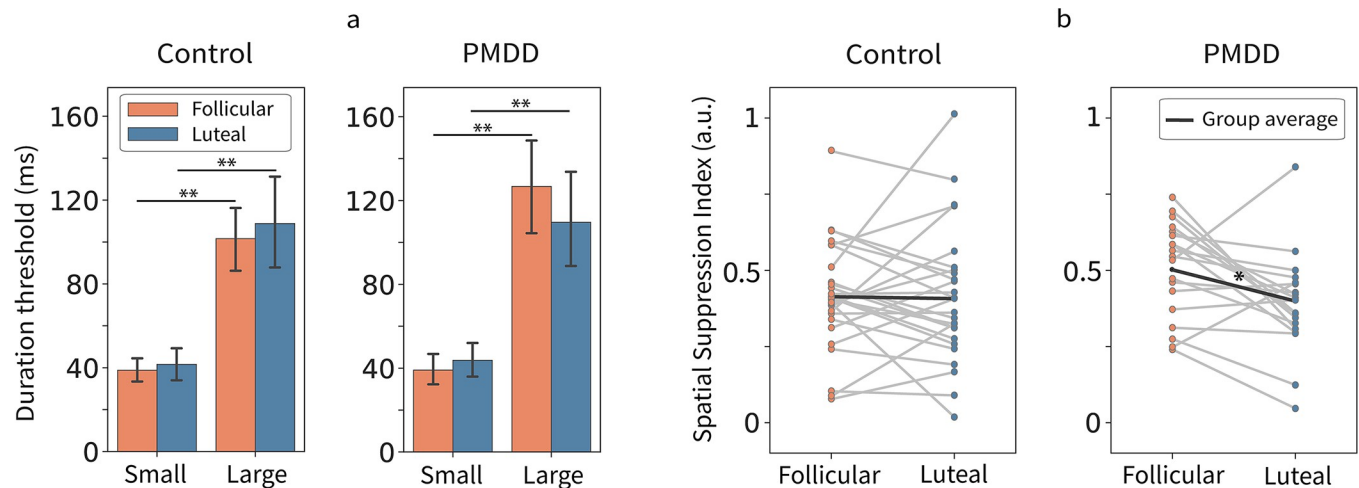 a
b
Control
PMDD
Control
PMDD
Duration threshold (ms)
160
120
80
40
0
Follicular
Luteal
**
**
Small
Large
160
120
80
40
0
**
**
Small
Large
Spatial Suppression Index (a.u.)
1
0.5
0
Follicular
Luteal
1
0.5
0
Group average
*
Follicular
Luteal